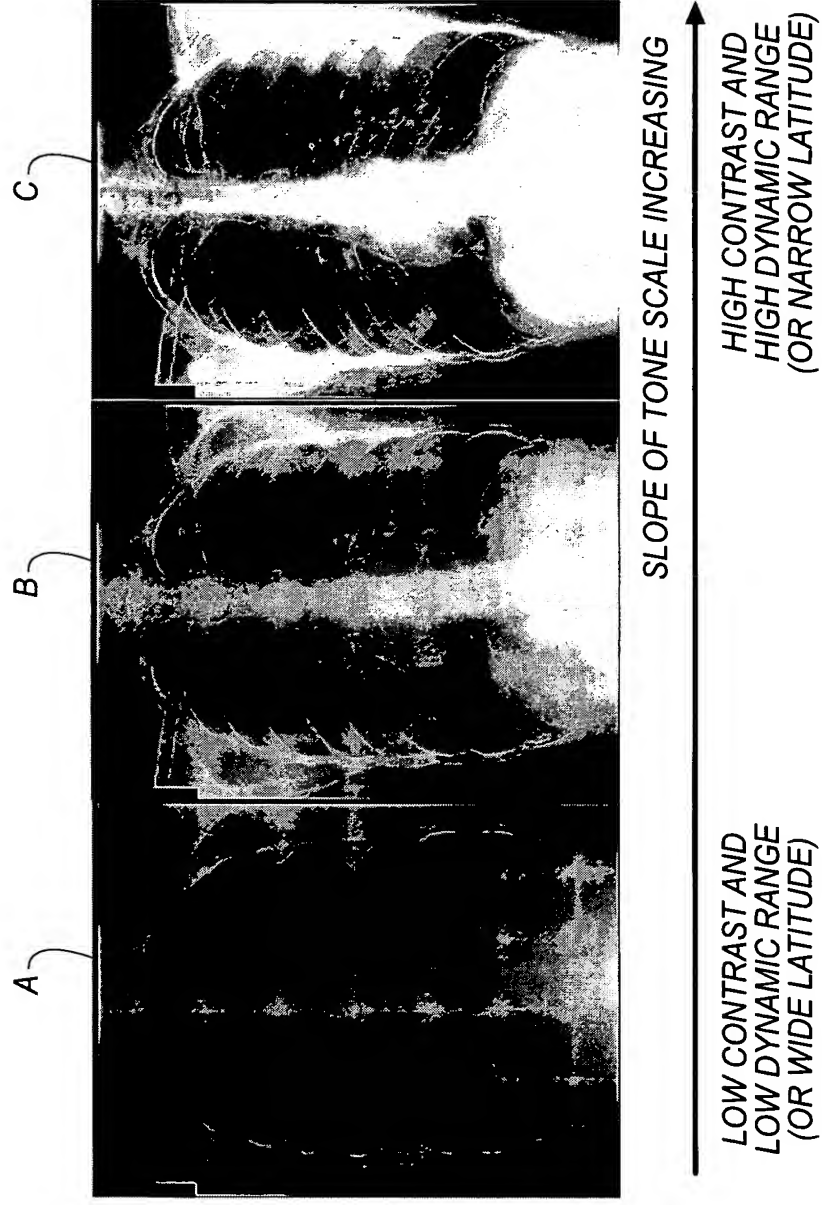 A
B
C
SLOPE OF TONE SCALE INCREASING
LOW CONTRAST AND
LOW DYNAMIC RANGE
(OR WIDE LATITUDE)
HIGH CONTRAST AND
HIGH DYNAMIC RANGE
(OR NARROW LATITUDE)